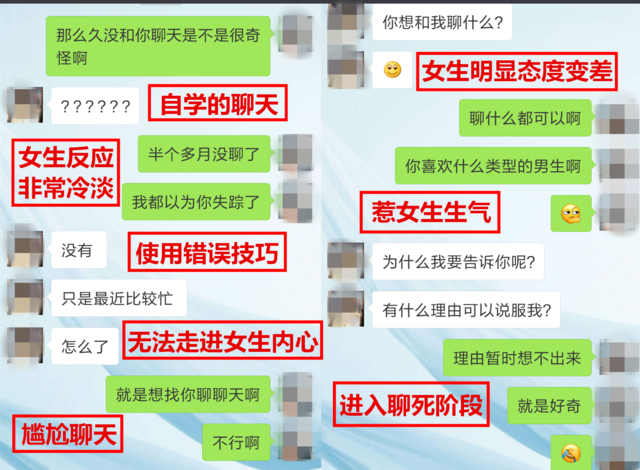 那么久没和你聊天是不是很奇
怪啊
??????
自学的聊天
女生反应
非常冷淡
半个多月没聊了
我都以为你失踪了
没有
使用错误技巧
只是最近比较忙
怎么了
无法走进女生内心
就是想找你聊聊天啊
尴尬聊天
不行啊
你想和我聊什么?
女生明显态度变差
聊什么都可以啊
你喜欢什么类型的男生啊
惹女生生气
为什么我要告诉你呢?
有什么理由可以说服我?
理由暂时想不出来
进入聊死阶段
就是好奇